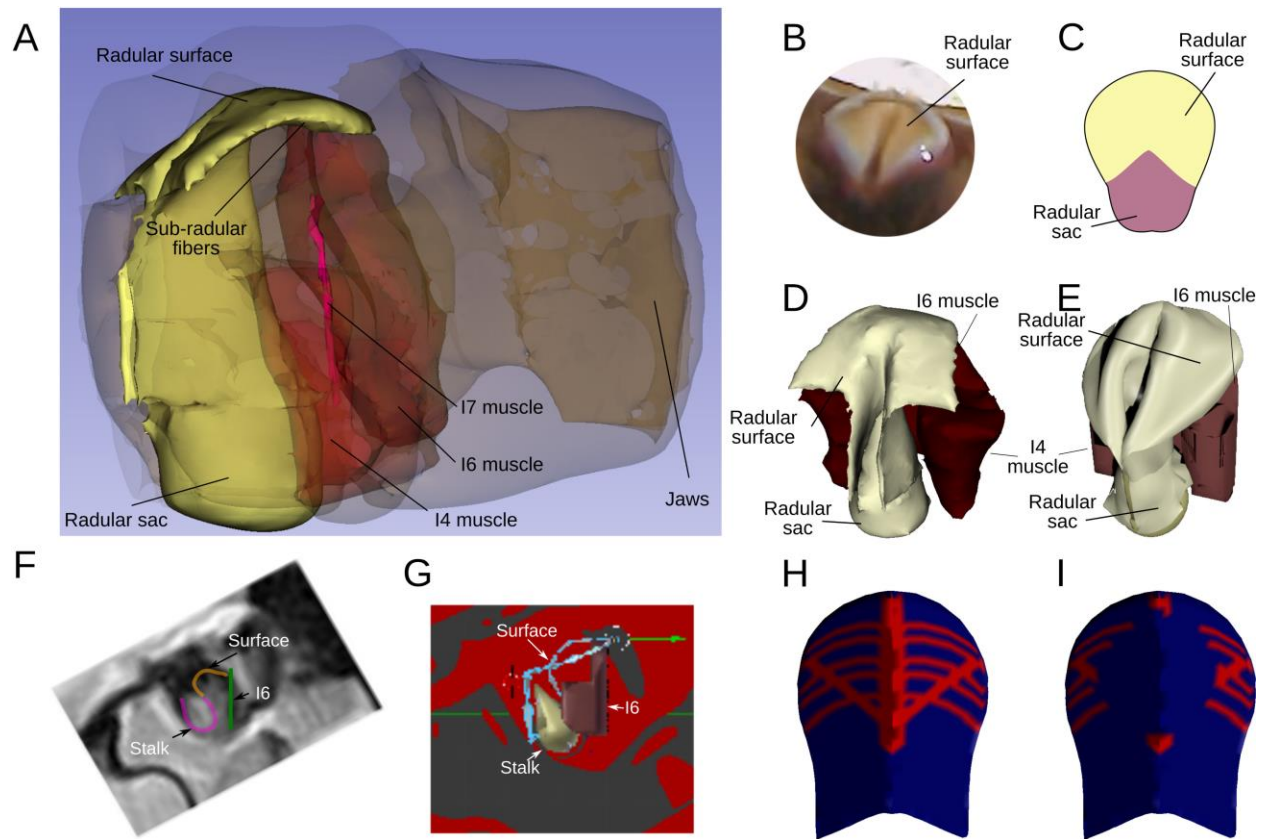 A
Radular surface
Sub-radular
fibers
I7 muscle
I6 muscle
Radular sac
I4 muscle
Jaws
B
Radular
surface
C
Radular
surface
Radular
sac
D
I6 muscle
Radular
surface
I4
muscle
Radular
sac
E
I6 muscle
Radular
surface
Radular
sac
F
Surface
I6
Stalk
G
Surface
I6
Stalk
H
I